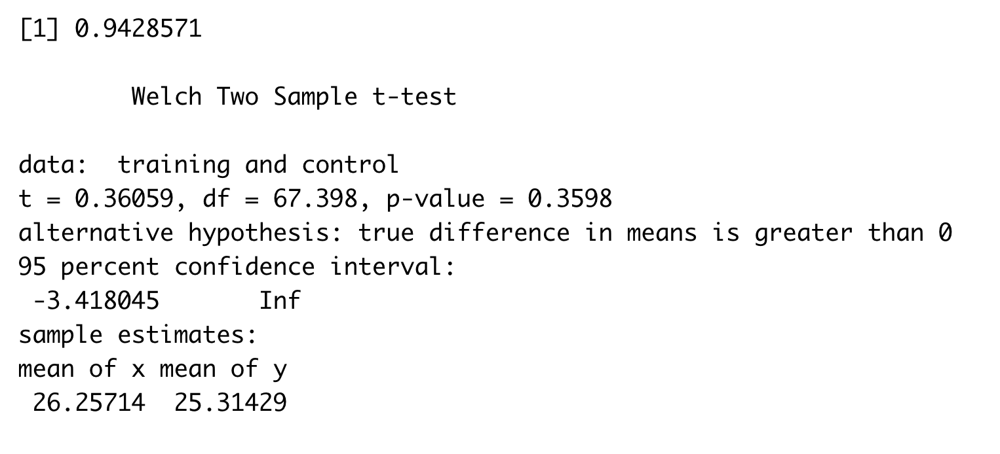 [1] 0.9428571
Welch Two Sample t-test
data:  training and control
t = 0.36059, df = 67.398, p-value = 0.3598
alternative hypothesis: true difference in means is greater than 0
95 percent confidence interval:
 -3.418045       Inf
sample estimates:
mean of x mean of y
 26.25714  25.31429